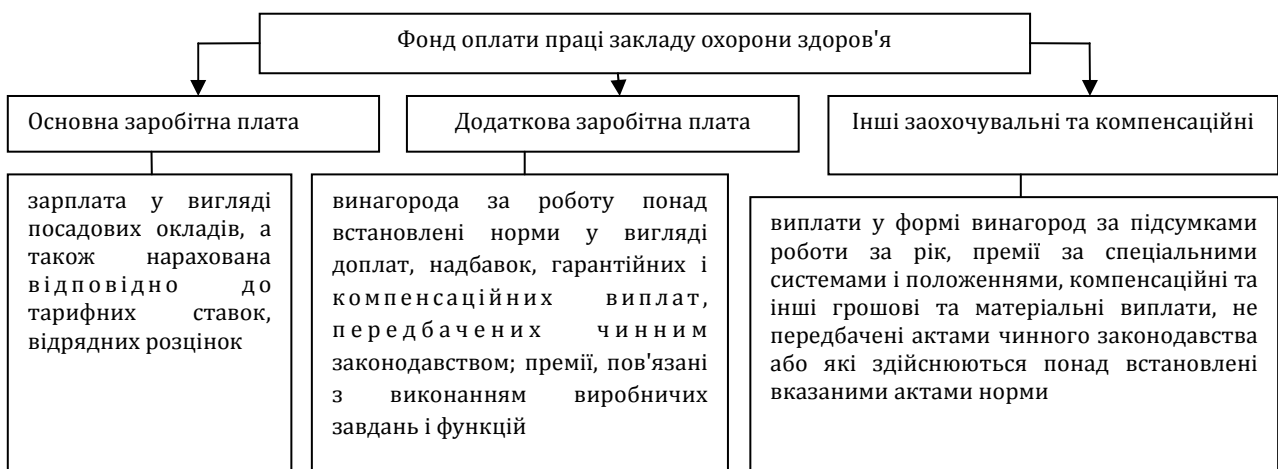 Фонд оплати праці закладу охорони здоров'я
Основна заробітна плата
Додаткова заробітна плата
Інші заохочувальні та компенсаційні
зарплата у вигляді
посадових окладів, а
також нарахована
відповідно до
тарифних ставок,
відрядних розцінок
винагорода за роботу понад
встановлені норми у вигляді
доплат, надбавок, гарантійних і
компенсаційних виплат,
передбачених чинним
законодавством; премії, пов'язані
з виконанням виробничих
завдань і функцій
виплати у формі винагород за підсумками
роботи за рік, премії за спеціальними
системами і положеннями, компенсаційні та
інші грошові та матеріальні виплати, не
передбачені актами чинного законодавства
або які здійснюються понад встановлені
вказаними актами норми